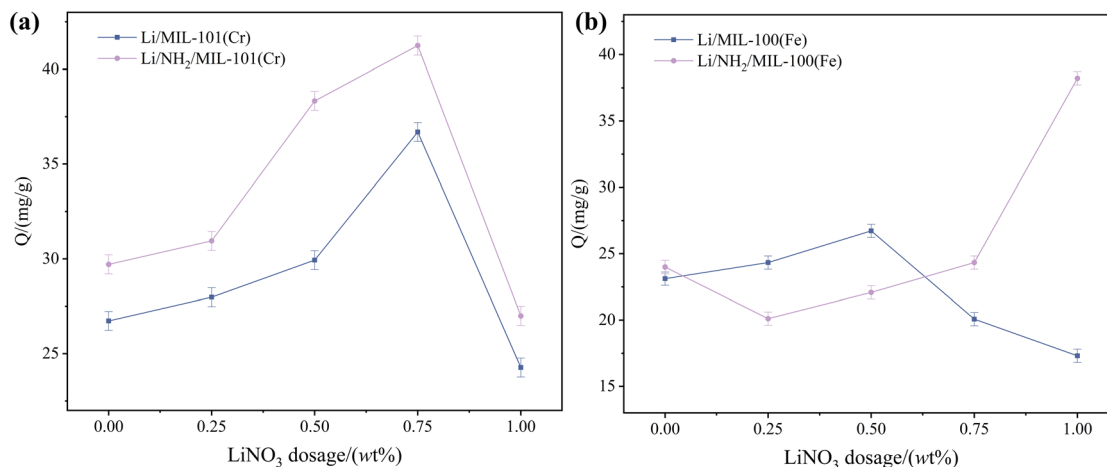 (a)
Li/MIL-101(Cr)
Li/NH₂/MIL-101(Cr)
Q/(mg/g)
40
35
30
25
0.00 0.25 0.50 0.75 1.00
LiNO₃ dosage/(wt%)
(b)
Li/MIL-100(Fe)
Li/NH₂/MIL-100(Fe)
Q/(mg/g)
40
35
30
25
20
15
0.00 0.25 0.50 0.75 1.00
LiNO₃ dosage/(wt%)